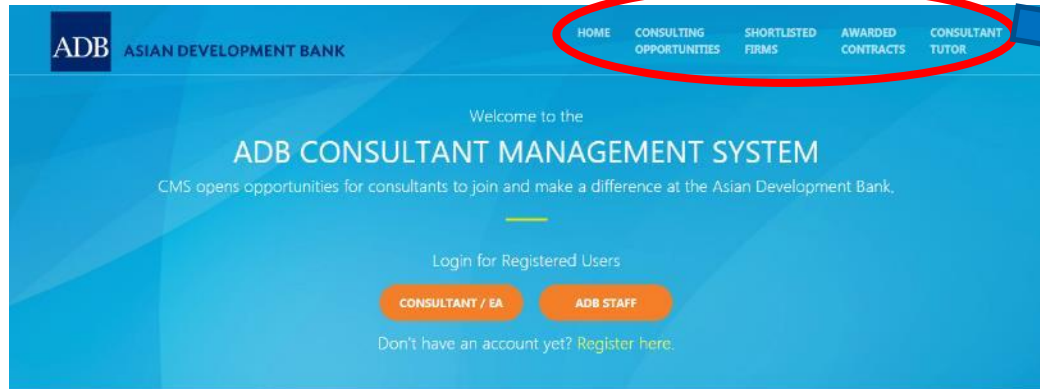 ADB ASIAN DEVELOPMENT BANK
HOME CONSULTING OPPORTUNITIES SHORTLISTED FIRMS AWARDED CONTRACTS CONSULTANT TUTOR
Welcome to the
ADB CONSULTANT MANAGEMENT SYSTEM
CMS opens opportunities for consultants to join and make a difference at the Asian Development Bank.
Login for Registered Users
CONSULTANT / EA ADB STAFF
Don't have an account yet? Register here.